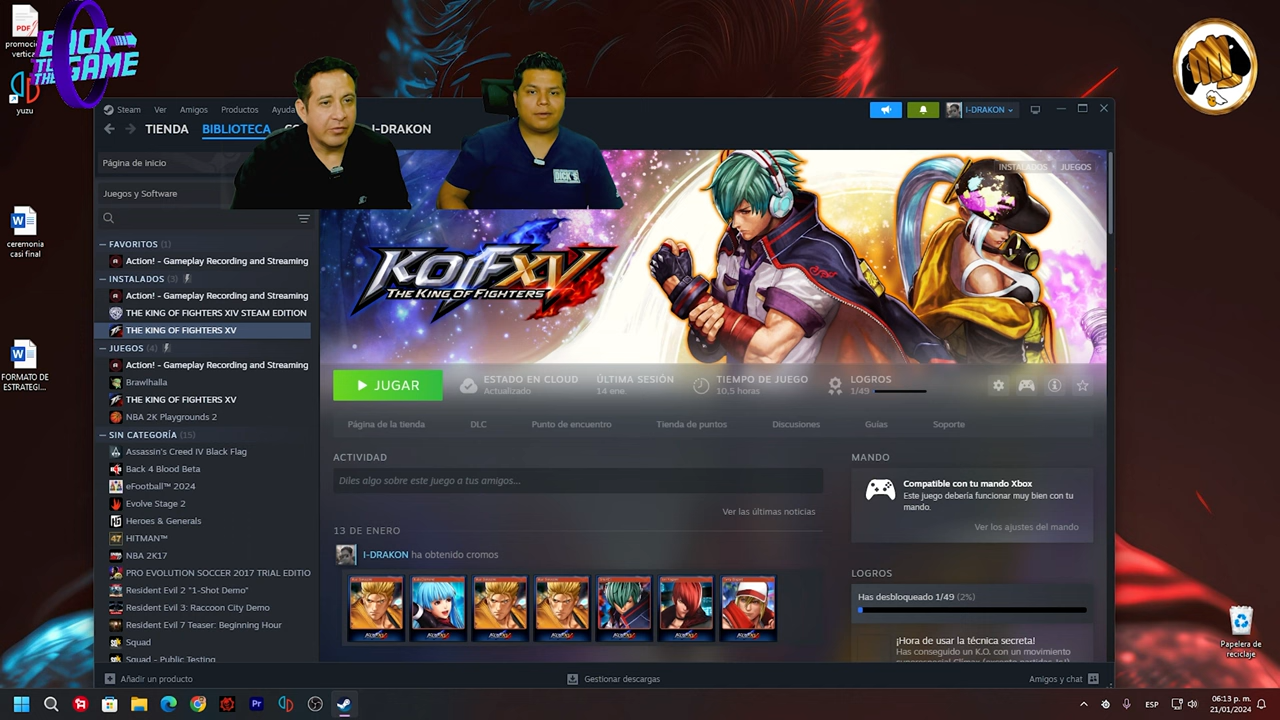 PDF
promoci
vertic
BUCK
TO
THE GAME
yuzu
ceremonia
casi final
FORMATO DE
ESTRATEGI...
Papelera de
reciclaje
Steam
Ver
Amigos
Productos
Ayuda
I-DRAKON
TIENDA
BIBLIOTECA
I-DRAKON
Página de inicio
Juegos y Software
FAVORITOS (1)
Action! - Gameplay Recording and Streaming
INSTALADOS (3)
Action! - Gameplay Recording and Streaming
THE KING OF FIGHTERS XIV STEAM EDITION
THE KING OF FIGHTERS XV
JUEGOS (4)
Action! - Gameplay Recording and Streaming
Brawlhalla
THE KING OF FIGHTERS XV
NBA 2K Playgrounds 2
SIN CATEGORÍA (15)
Assassin's Creed IV Black Flag
Back 4 Blood Beta
eFootball™ 2024
Evolve Stage 2
Heroes & Generals
HITMAN™
NBA 2K17
PRO EVOLUTION SOCCER 2017 TRIAL EDITIO
Resident Evil 2 "1-Shot Demo"
Resident Evil 3: Raccoon City Demo
Resident Evil 7 Teaser: Beginning Hour
Squad
Squad - Public Testing
Añadir un producto
INSTALADOS
JUEGOS
KOF XV
THE KING OF FIGHTERS
JUGAR
ESTADO EN CLOUD
Actualizado
ÚLTIMA SESIÓN
14 ene.
TIEMPO DE JUEGO
10,5 horas
LOGROS
1/49
Página de la tienda
DLC
Punto de encuentro
Tienda de puntos
Discusiones
Guías
Soporte
ACTIVIDAD
Diles algo sobre este juego a tus amigos...
Ver las últimas noticias
13 DE ENERO
I-DRAKON ha obtenido cromos
MANDO
Compatible con tu mando Xbox
Este juego debería funcionar muy bien con tu
mando.
Ver los ajustes del mando
LOGROS
Has desbloqueado 1/49 (2%)
¡Hora de usar la técnica secreta!
Has conseguido un K.O. con un movimiento
Gestionar descargas
Amigos y chat
ESP
06:13 p. m.
21/01/2024